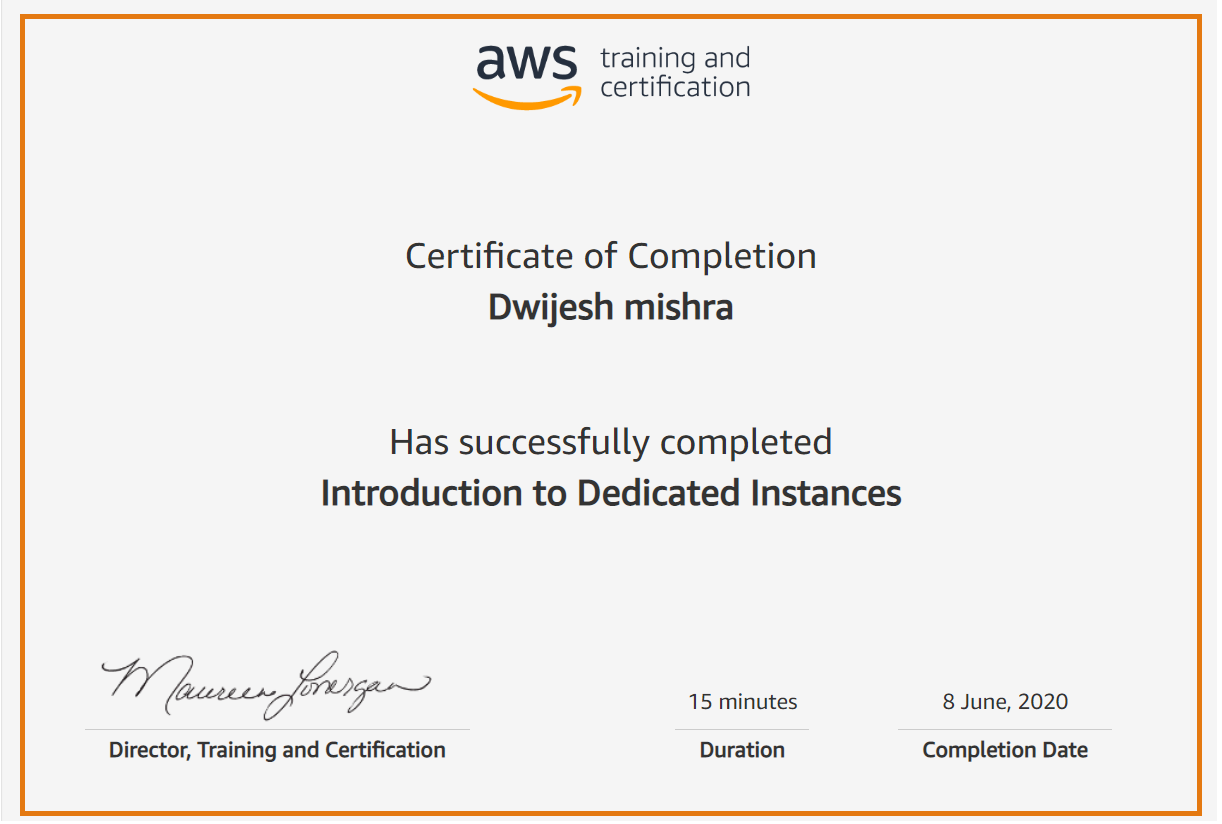 aws training and
certification
Certificate of Completion
Dwijesh mishra
Has successfully completed
Introduction to Dedicated Instances
Maureen Lonergan
15 minutes
8 June, 2020
Director, Training and Certification
Duration
Completion Date